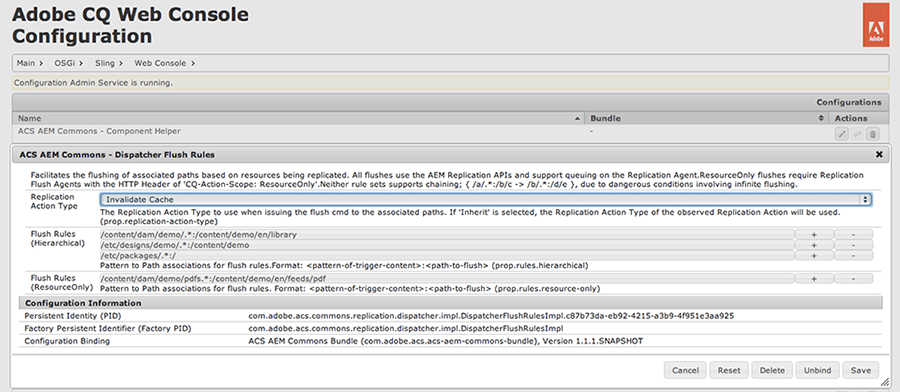 Adobe CQ Web Console
Configuration
Adobe
Main OSGi Sling Web Console
Configuration Admin Service is running.
Configurations
Name Bundle Actions
ACS AEM Commons - Component Helper -
ACS AEM Commons - Dispatcher Flush Rules
Facilitates the flushing of associated paths based on resources being replicated. All flushes use the AEM Replication APIs and support queuing on the Replication Agent.ResourceOnly flushes require Replication
Flush Agents with the HTTP Header of 'CQ-Action-Scope: ResourceOnly'.Neither rule sets supports chaining; { /a/.*:/b/c -> /b/.*:/d/e }, due to dangerous conditions involving infinite flushing.
Replication
Action Type
Invalidate Cache
The Replication Action Type to use when issuing the flush cmd to the associated paths. If 'Inherit' is selected, the Replication Action Type of the observed Replication Action will be used.
(prop.replication-action-type)
Flush Rules
(Hierarchical)
/content/dam/demo/.*:/content/demo/en/library + -
/etc/designs/demo/.*:/content/demo + -
/etc/packages/.*:/ + -
Pattern to Path associations for flush rules.Format: <pattern-of-trigger-content>:<path-to-flush> (prop.rules.hierarchical)
Flush Rules
(ResourceOnly)
/content/dam/demo/pdfs.*:/content/demo/en/feeds/pdf + -
Pattern to Path associations for flush rules. Format: <pattern-of-trigger-content>:<path-to-flush> (prop.rules.resource-only)
Configuration Information
Persistent Identity (PID) com.adobe.acs.commons.replication.dispatcher.impl.DispatcherFlushRulesImpl.c87b73da-eb92-4215-a3b9-4f951e3aa925
Factory Persistent Identifier (Factory PID) com.adobe.acs.commons.replication.dispatcher.impl.DispatcherFlushRulesImpl
Configuration Binding ACS AEM Commons Bundle (com.adobe.acs.acs-aem-commons-bundle), Version 1.1.1.SNAPSHOT
Cancel Reset Delete Unbind Save